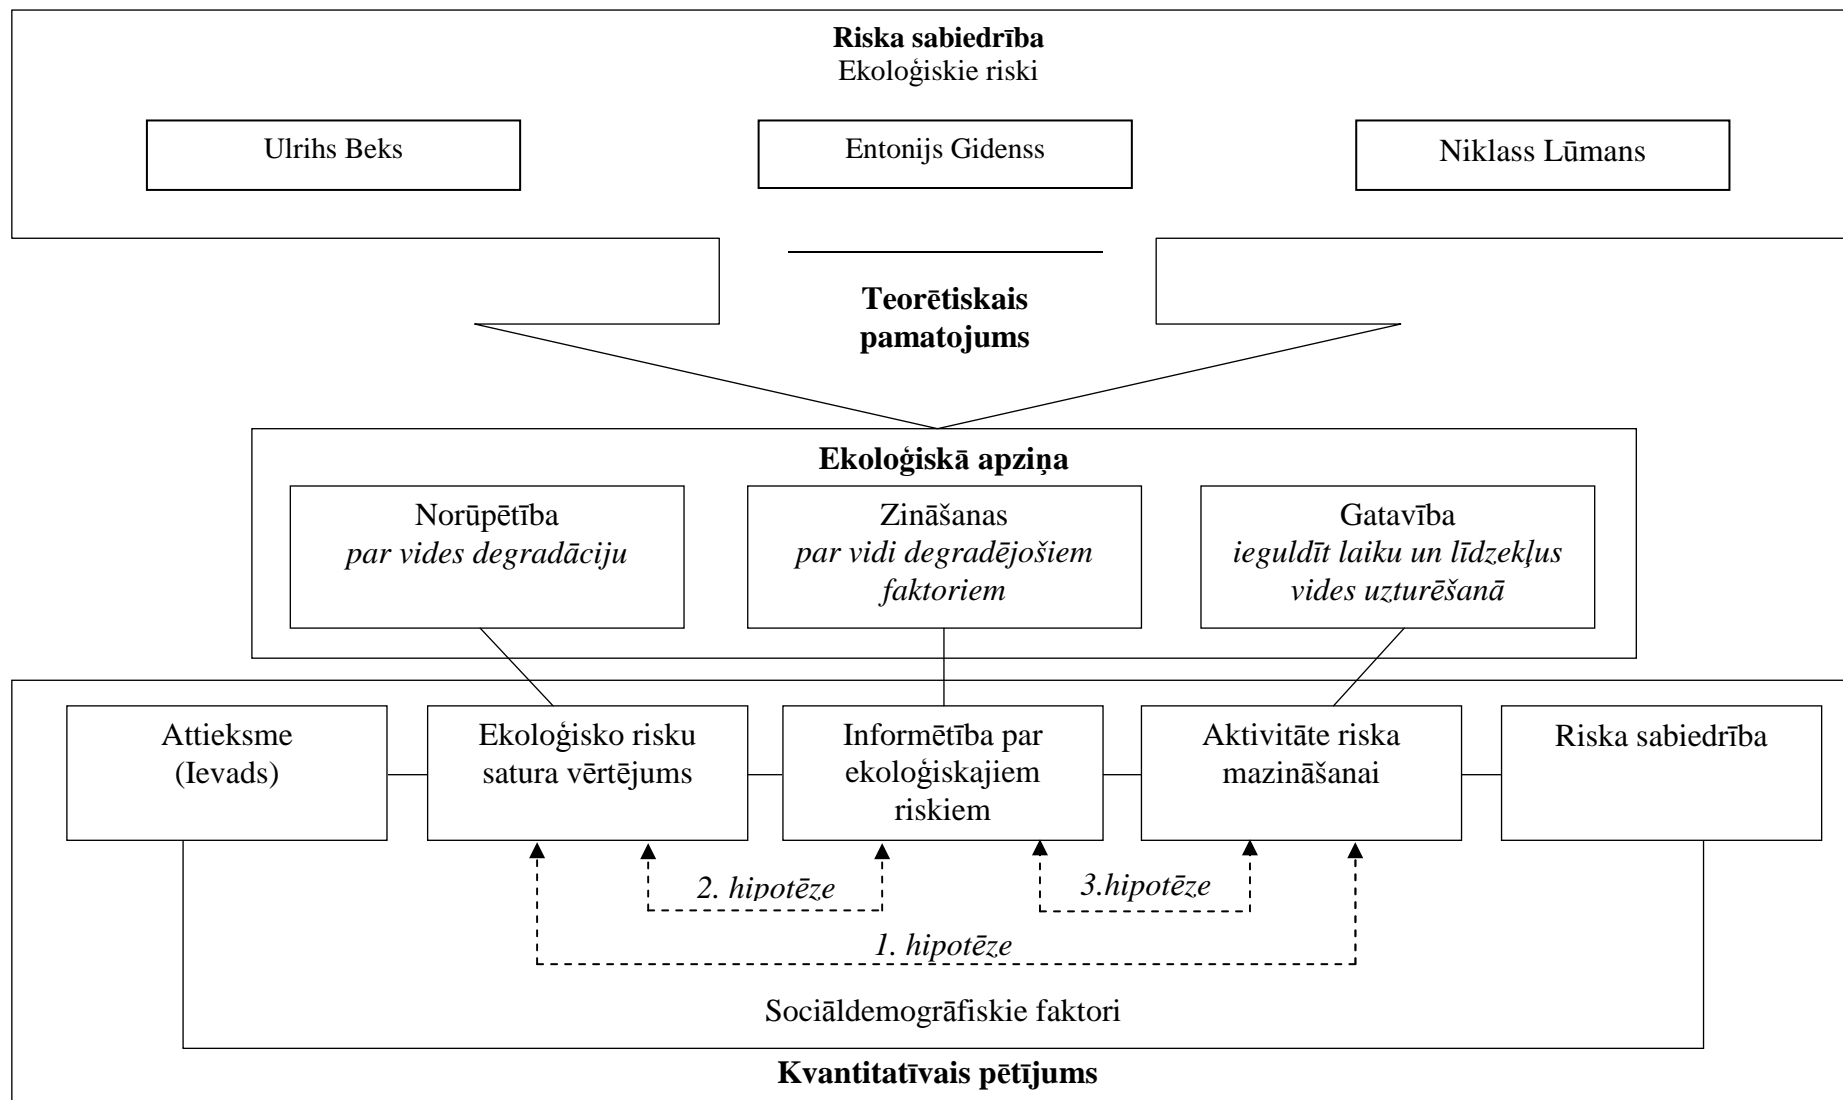 Riska sabiedrība
Ekoloģiskie riski
Ulrihs Beks
Entonijs Gidenss
Niklass Lūmans
Teorētiskais
pamatojums
Ekoloģiskā apziņa
Norūpētība
par vides degradāciju
Zināšanas
par vidi degradējošiem
faktoriem
Gatavība
ieguldīt laiku un līdzekļus
vides uzturēšanā
Attieksme
(Ievads)
Ekoloģisko risku
satura vērtējums
Informētība par
ekoloģiskajiem
riskiem
Aktivitāte riska
mazināšanai
Riska sabiedrība
2. hipotēze
3.hipotēze
1. hipotēze
Sociāldemogrāfiskie faktori
Kvantitatīvais pētījums